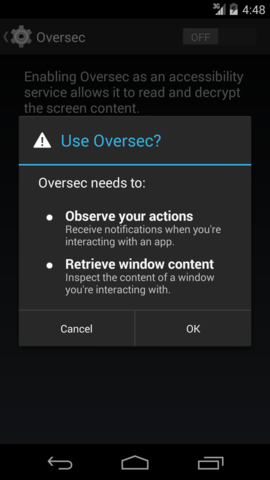 3G 4:48
Oversec OFF
Enabling Oversec as an accessibility
service allows it to read and decrypt
the screen content.
Use Oversec?
Oversec needs to:
Observe your actions
Receive notifications when you're
interacting with an app.
Retrieve window content
Inspect the content of a window
you're interacting with.
Cancel OK